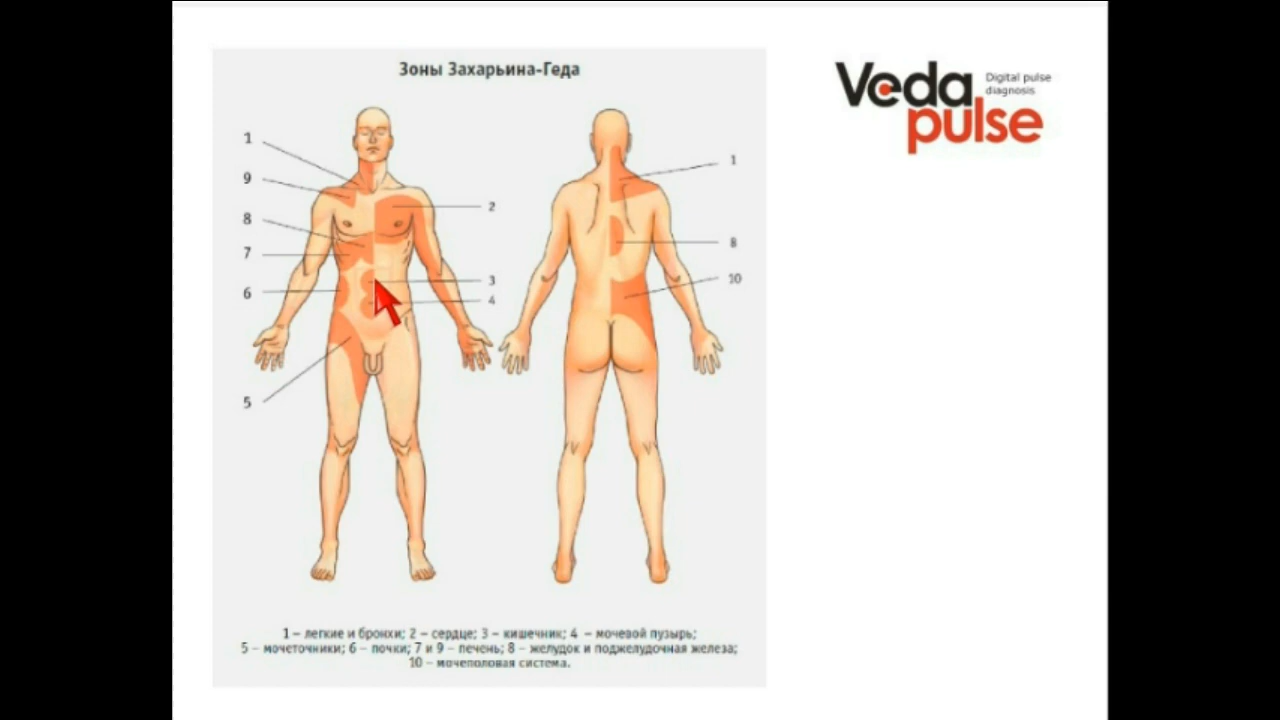 Зоны Захарьина-Геда
Veda
pulse
Digital pulse
diagnosis
1
9
8
7
6
5
2
3
4
1
8
10
1 – легкие и бронхи; 2 – сердце; 3 – кишечник; 4 – мочевой пузырь;
5 – мочеточники; 6 – почки; 7 и 9 – печень; 8 – желудок и поджелудочная железа;
10 – мочеполовая система.